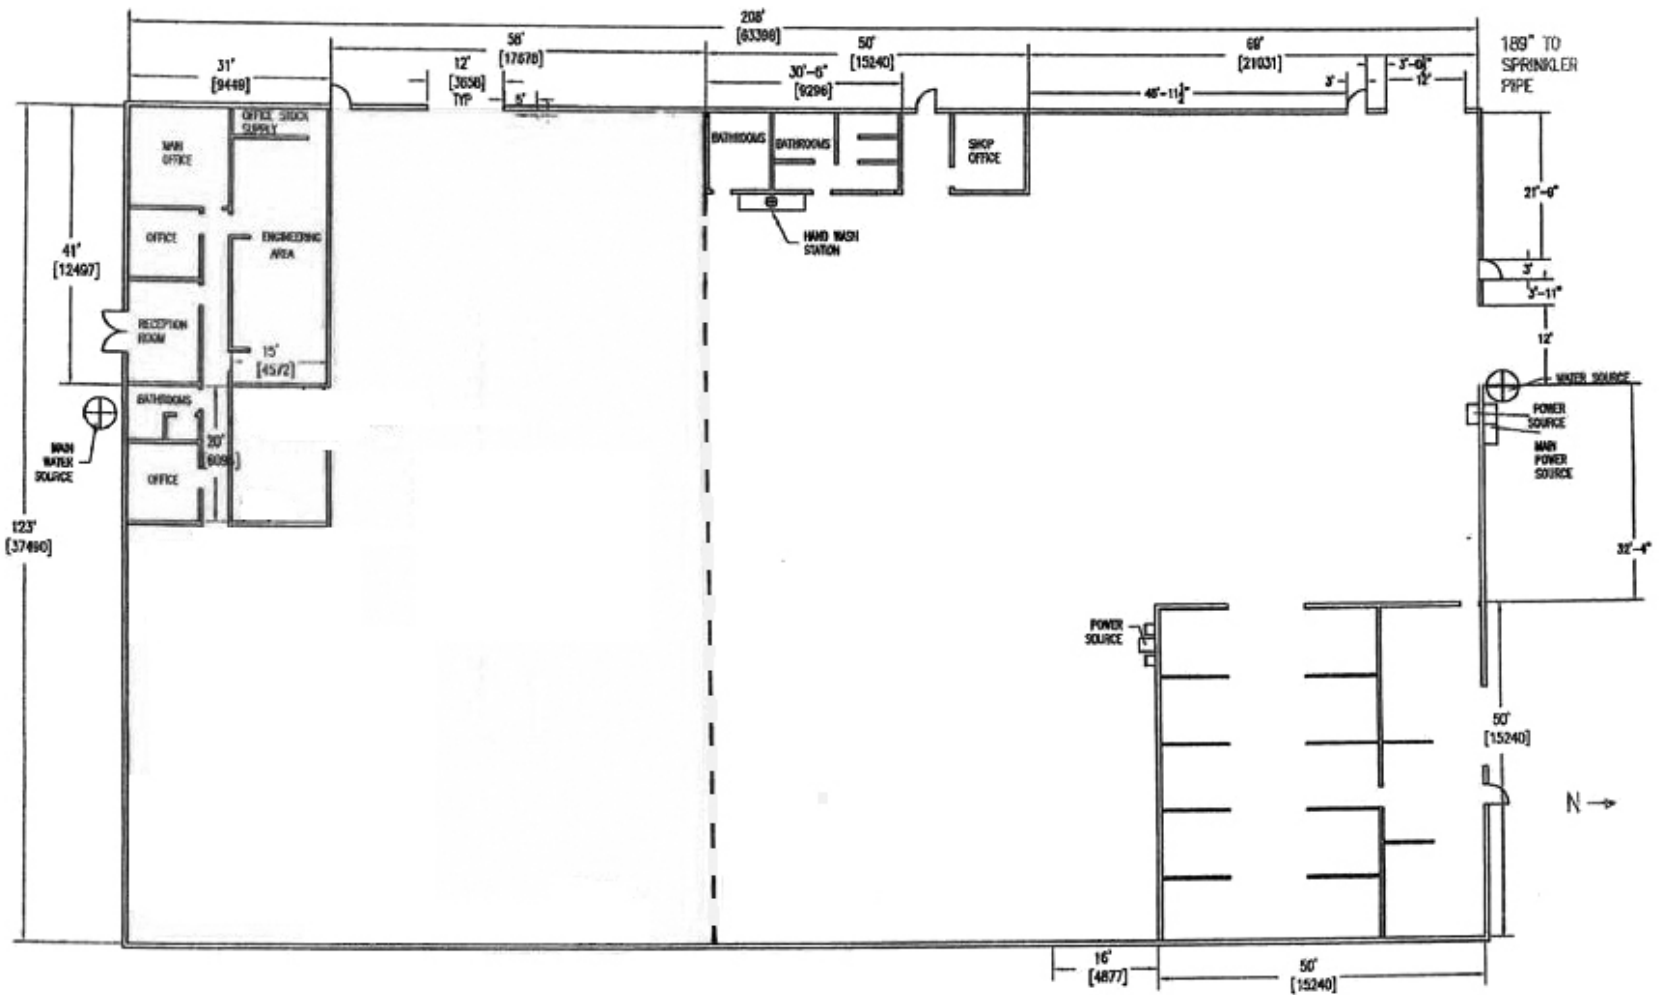 208'
[63398]
58'
[17678]
50'
[15240]
69'
[21031]
189" TO
SPRINKLER
PIPE
31'
[9449]
12'
[3658]
TYP
5'
30'-6"
[9296]
48'-11½"
3'
12'
OFFICE STOCK
SUPPLY
MAIN
OFFICE
BATHROOMS
BATHROOMS
SHOP
OFFICE
21'-9"
OFFICE
ENGINEERING
AREA
HAND WASH
STATION
41'
[12497]
3'
3'-11"
RECEPTION
ROOM
15'
[4572]
12'
WATER SOURCE
BATHROOMS
POWER
SOURCE
MAIN
WATER
SOURCE
20'
OFFICE
MAIN
POWER
SOURCE
123'
[37490]
32'-4"
POWER
SOURCE
50'
[15240]
N
16'
[4877]
50'
[15240]